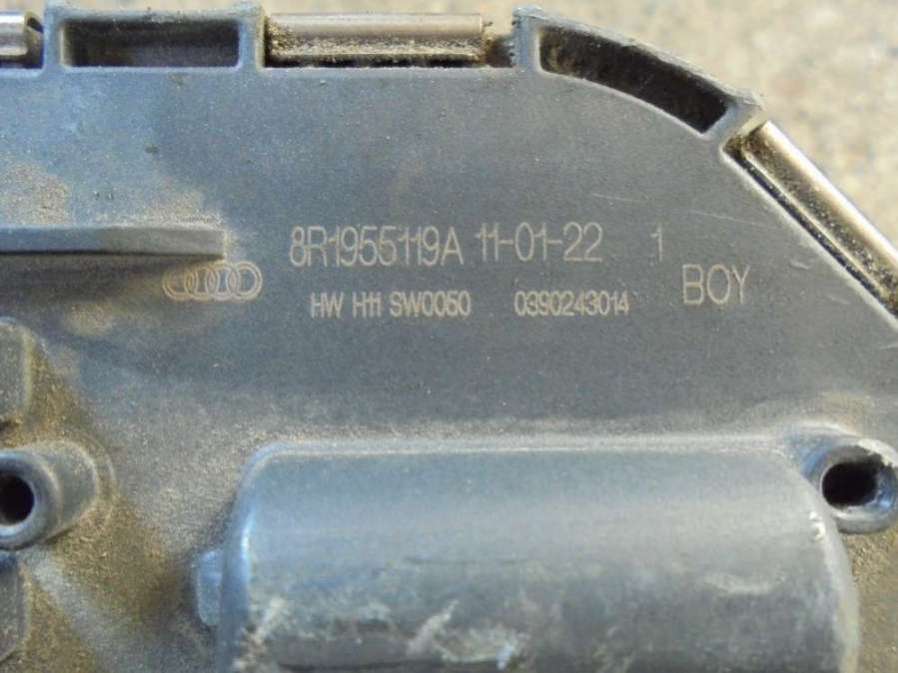 8R1955119A 11-01-22 1
HW H11 SW0050 0390243014 BOY